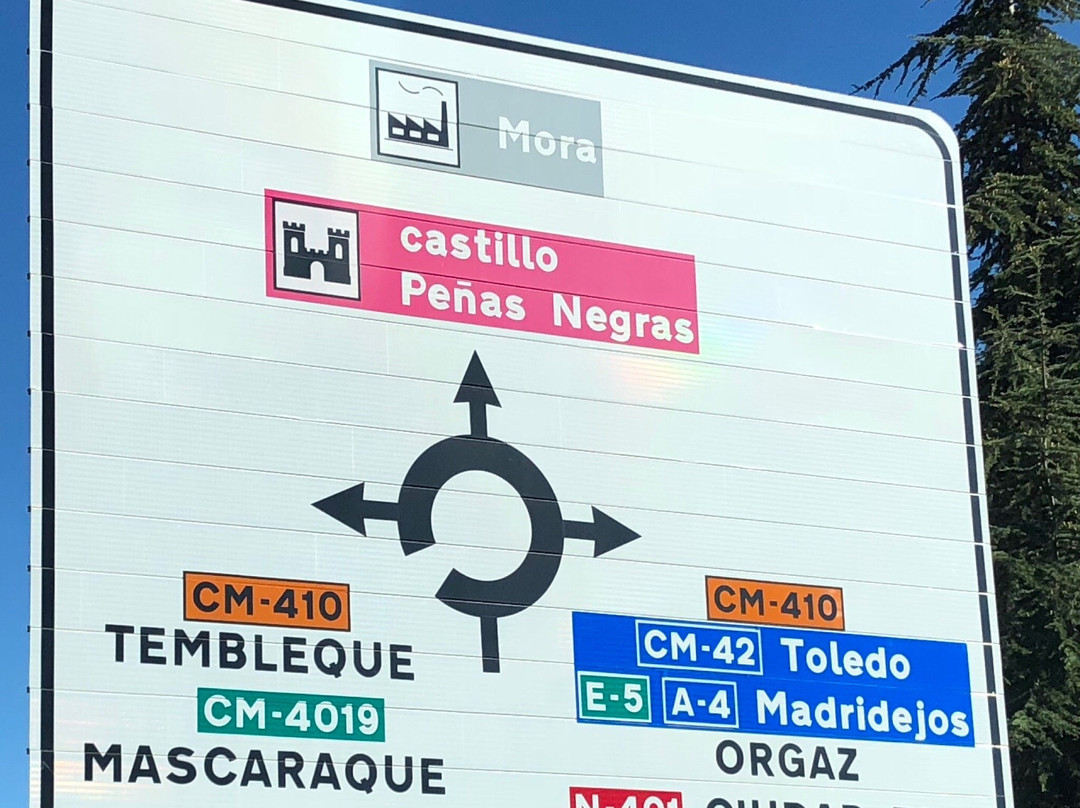 Mora
castillo
Peñas Negras
CM-410
TEMBLEQUE
CM-4019
MASCARAQUE
CM-410
CM-42 Toledo
E-5 A-4 Madridejos
ORGAZ
N-401